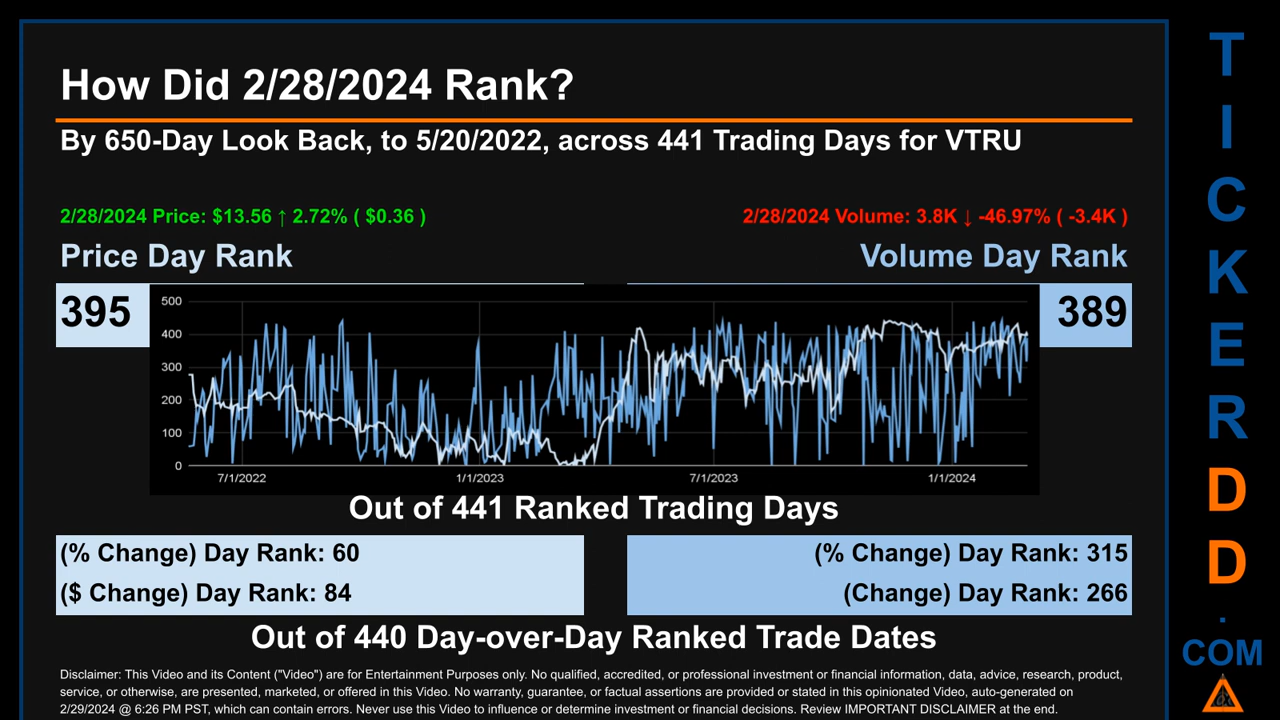 How Did 2/28/2024 Rank?
By 650-Day Look Back, to 5/20/2022, across 441 Trading Days for VTRU
2/28/2024 Price: $13.56 ↑ 2.72% ( $0.36 )
2/28/2024 Volume: 3.8K ↓ -46.97% ( -3.4K )
Price Day Rank
Volume Day Rank
395
389
500
400
300
200
100
0
7/1/2022
1/1/2023
7/1/2023
1/1/2024
Out of 441 Ranked Trading Days
(% Change) Day Rank: 60
($ Change) Day Rank: 84
(% Change) Day Rank: 315
(Change) Day Rank: 266
Out of 440 Day-over-Day Ranked Trade Dates
Disclaimer: This Video and its Content ("Video") are for Entertainment Purposes only. No qualified, accredited, or professional investment or financial information, data, advice, research, product,
service, or otherwise, are presented, marketed, or offered in this Video. No warranty, guarantee, or factual assertions are provided or stated in this opinionated Video, auto-generated on
2/29/2024 @ 6:26 PM PST, which can contain errors. Never use this Video to influence or determine investment or financial decisions. Review IMPORTANT DISCLAIMER at the end.
T
I
C
K
E
R
D
D
.
COM